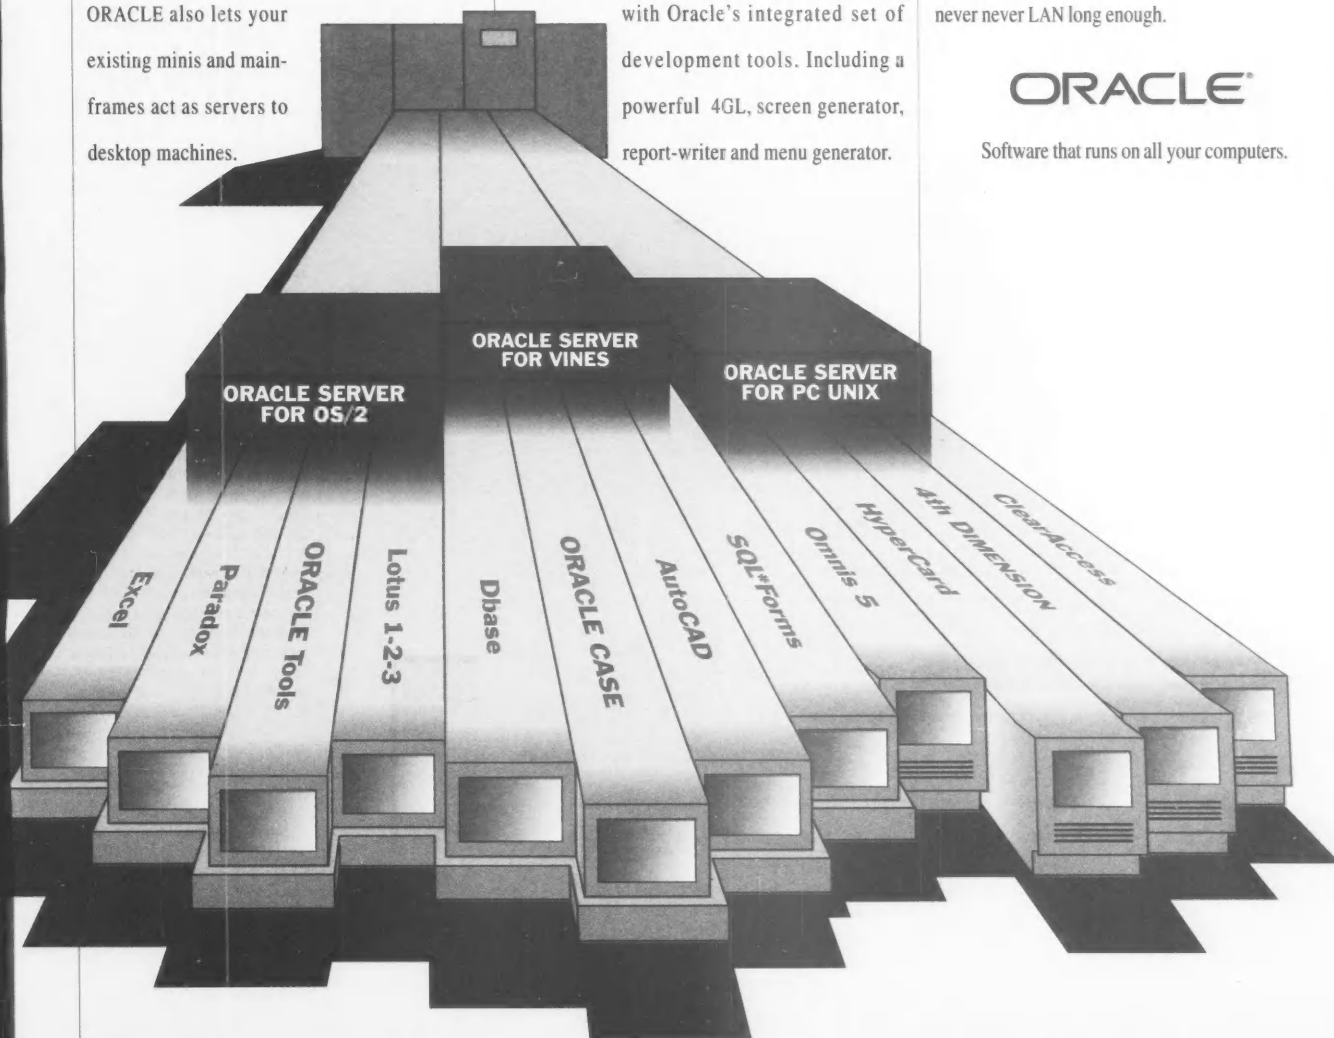 ORACLE also lets your
existing minis and main-
frames act as servers to
desktop machines.
with Oracle's integrated set of
development tools. Including a
powerful 4GL, screen generator,
report-writer and menu generator.
never never LAN long enough.
ORACLE®
Software that runs on all your computers.
ORACLE SERVER
FOR OS/2
ORACLE SERVER
FOR VINES
ORACLE SERVER
FOR PC UNIX
Excel
Paradox
ORACLE Tools
Lotus 1-2-3
Dbase
ORACLE CASE
AutoCAD
SQL*Forms
Omnis 5
HyperCard
4th DIMENSION
ClearAccess